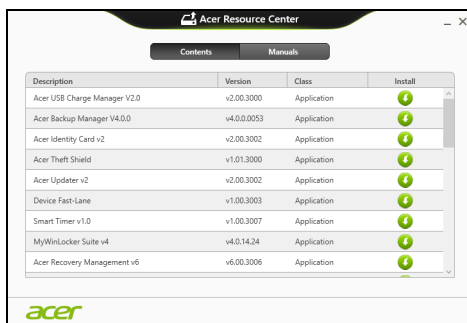 Acer Resource Center
Contents Manuals
Description Version Class Install
Acer USB Charge Manager V2.0 v2.00.3000 Application
Acer Backup Manager V4.0.0 v4.0.0.0053 Application
Acer Identity Card v2 v2.00.3002 Application
Acer Theft Shield v1.01.3000 Application
Acer Updater v2 v2.00.3002 Application
Device Fast-Lane v1.00.3003 Application
Smart Timer v1.0 v1.00.3007 Application
MyWinLocker Suite v4 v4.0.14.24 Application
Acer Recovery Management v6 v6.00.3006 Application
acer